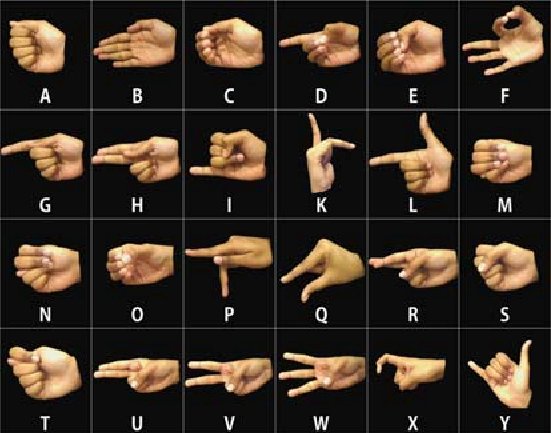 A B C D E F
G H I K L M
N O P Q R S
T U V W X Y